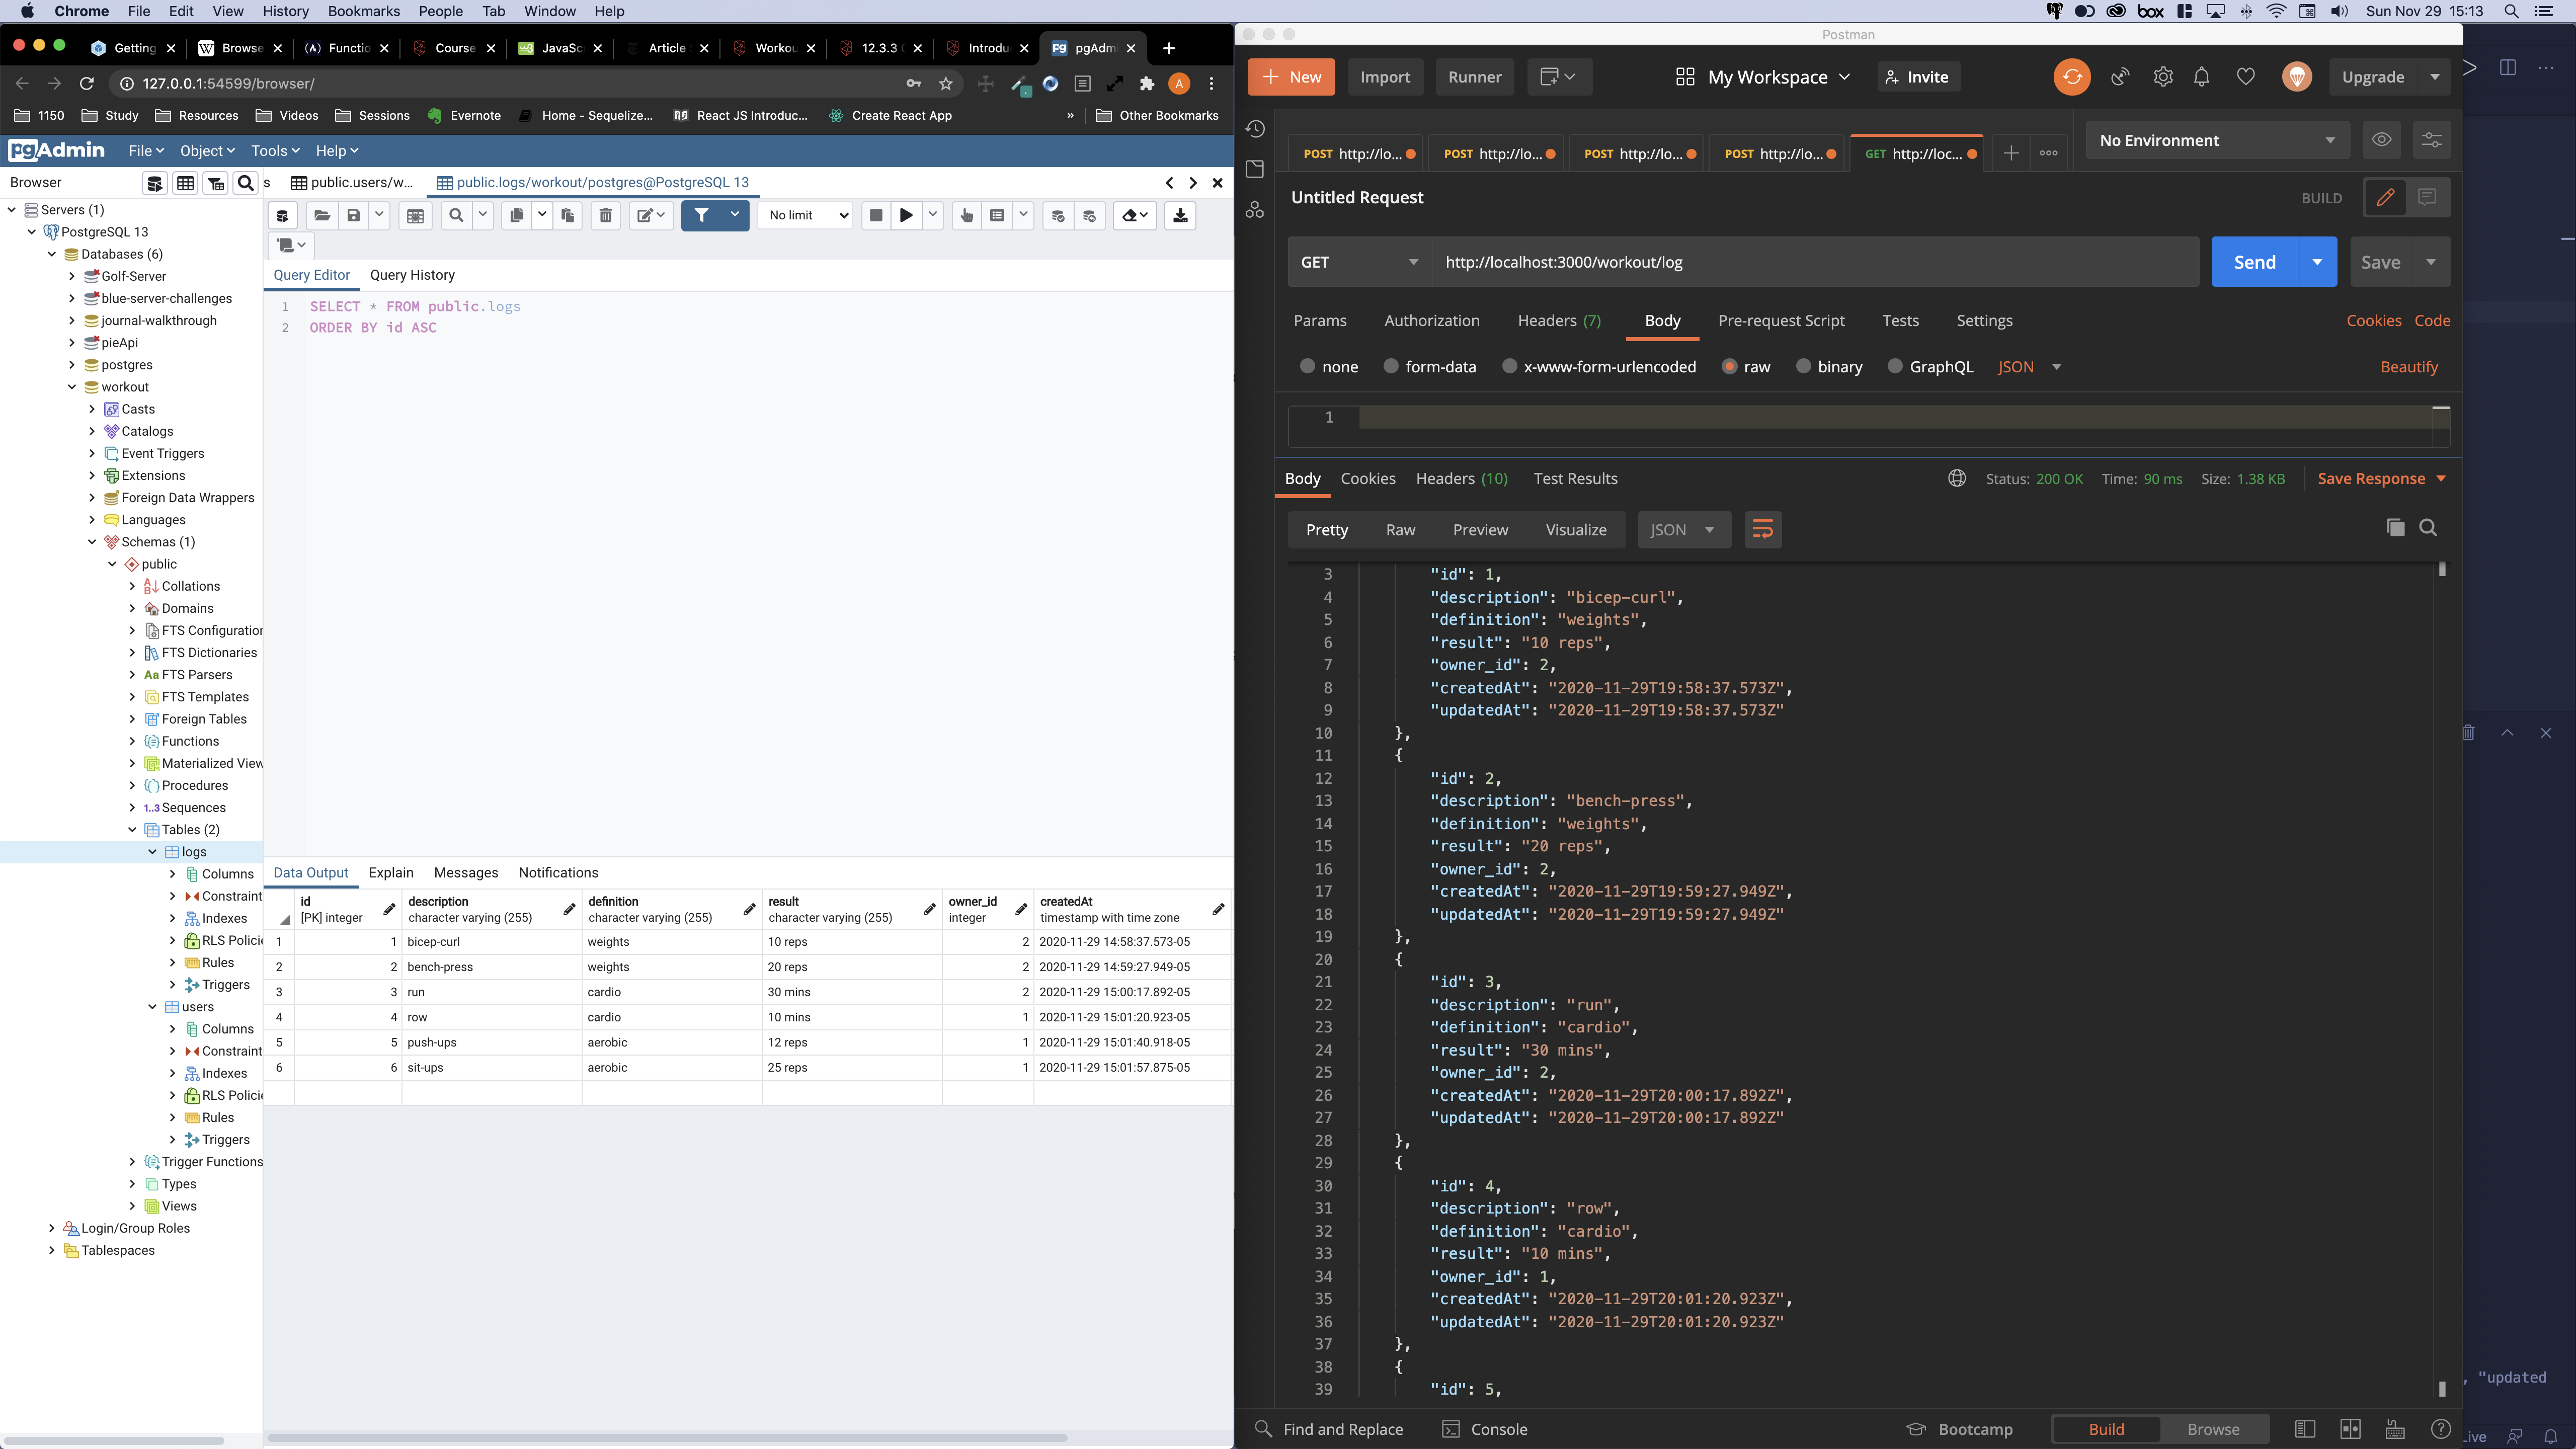 Chrome File Edit View History Bookmarks People Tab Window Help
box Sun Nov 29 15:13
Getting Browse Functio Course JavaSc Article Workou 12.3.3 Introdu pgAdmi
127.0.0.1:54599/browser/
1150 Study Resources Videos Sessions Evernote Home - Sequelize... React JS Introduc... Create React App » Other Bookmarks
pgAdmin File Object Tools Help
Browser
s public.users/w... public.logs/workout/postgres@PostgreSQL 13
No limit
Query Editor Query History
1 SELECT * FROM public.logs
2 ORDER BY id ASC
Servers (1)
PostgreSQL 13
Databases (6)
Golf-Server
blue-server-challenges
journal-walkthrough
pieApi
postgres
workout
Casts
Catalogs
Event Triggers
Extensions
Foreign Data Wrappers
Languages
Schemas (1)
public
Collations
Domains
FTS Configuration
FTS Dictionaries
Aa FTS Parsers
FTS Templates
Foreign Tables
Functions
Materialized View
Procedures
1..3 Sequences
Tables (2)
logs
Columns
Constraint
Indexes
RLS Policie
Rules
Triggers
users
Columns
Constraint
Indexes
RLS Policie
Rules
Triggers
Trigger Functions
Types
Views
Login/Group Roles
Tablespaces
Data Output Explain Messages Notifications
id description definition result owner_id createdAt
[PK] integer character varying (255) character varying (255) character varying (255) integer timestamp with time zone
1 1 bicep-curl weights 10 reps 2 2020-11-29 14:58:37.573-05
2 2 bench-press weights 20 reps 2 2020-11-29 14:59:27.949-05
3 3 run cardio 30 mins 2 2020-11-29 15:00:17.892-05
4 4 row cardio 10 mins 1 2020-11-29 15:01:20.923-05
5 5 push-ups aerobic 12 reps 1 2020-11-29 15:01:40.918-05
6 6 sit-ups aerobic 25 reps 1 2020-11-29 15:01:57.875-05
Postman
New Import Runner My Workspace Invite Upgrade
POST http://lo... POST http://lo... POST http://lo... POST http://lo... GET http://loc... No Environment
Untitled Request BUILD
GET http://localhost:3000/workout/log Send Save
Params Authorization Headers (7) Body Pre-request Script Tests Settings Cookies Code
none form-data x-www-form-urlencoded raw binary GraphQL JSON Beautify
1
Body Cookies Headers (10) Test Results Status: 200 OK Time: 90 ms Size: 1.38 KB Save Response
Pretty Raw Preview Visualize JSON
3 "id": 1,
4 "description": "bicep-curl",
5 "definition": "weights",
6 "result": "10 reps",
7 "owner_id": 2,
8 "createdAt": "2020-11-29T19:58:37.573Z",
9 "updatedAt": "2020-11-29T19:58:37.573Z"
10 },
11 {
12 "id": 2,
13 "description": "bench-press",
14 "definition": "weights",
15 "result": "20 reps",
16 "owner_id": 2,
17 "createdAt": "2020-11-29T19:59:27.949Z",
18 "updatedAt": "2020-11-29T19:59:27.949Z"
19 },
20 {
21 "id": 3,
22 "description": "run",
23 "definition": "cardio",
24 "result": "30 mins",
25 "owner_id": 2,
26 "createdAt": "2020-11-29T20:00:17.892Z",
27 "updatedAt": "2020-11-29T20:00:17.892Z"
28 },
29 {
30 "id": 4,
31 "description": "row",
32 "definition": "cardio",
33 "result": "10 mins",
34 "owner_id": 1,
35 "createdAt": "2020-11-29T20:01:20.923Z",
36 "updatedAt": "2020-11-29T20:01:20.923Z"
37 },
38 {
39 "id": 5,
, "updated
Find and Replace Console Bootcamp Build Browse
Live